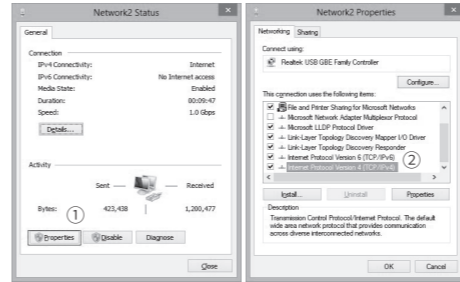 Network2 Status
General
Connection
IPv4 Connectivity: Internet
IPv6 Connectivity: No Internet access
Media State: Enabled
Duration: 00:09:47
Speed: 1.0 Gbps
Details...
Activity
Sent — — Received
Bytes: 423,438 | 1,200,477
①
Properties Disable Diagnose
Close
Network2 Properties
Networking Sharing
Connect using:
Realtek USB GBE Family Controller
Configure...
This connection uses the following items:
File and Printer Sharing for Microsoft Networks
Microsoft Network Adapter Multiplexor Protocol
Microsoft LLDP Protocol Driver
Link-Layer Topology Discovery Mapper I/O Driver
Link-Layer Topology Discovery Responder
Internet Protocol Version 6 (TCP/IPv6)
Internet Protocol Version 4 (TCP/IPv4)
②
Install... Uninstall Properties
Description
Transmission Control Protocol/Internet Protocol. The default
wide area network protocol that provides communication
across diverse interconnected networks.
OK Cancel